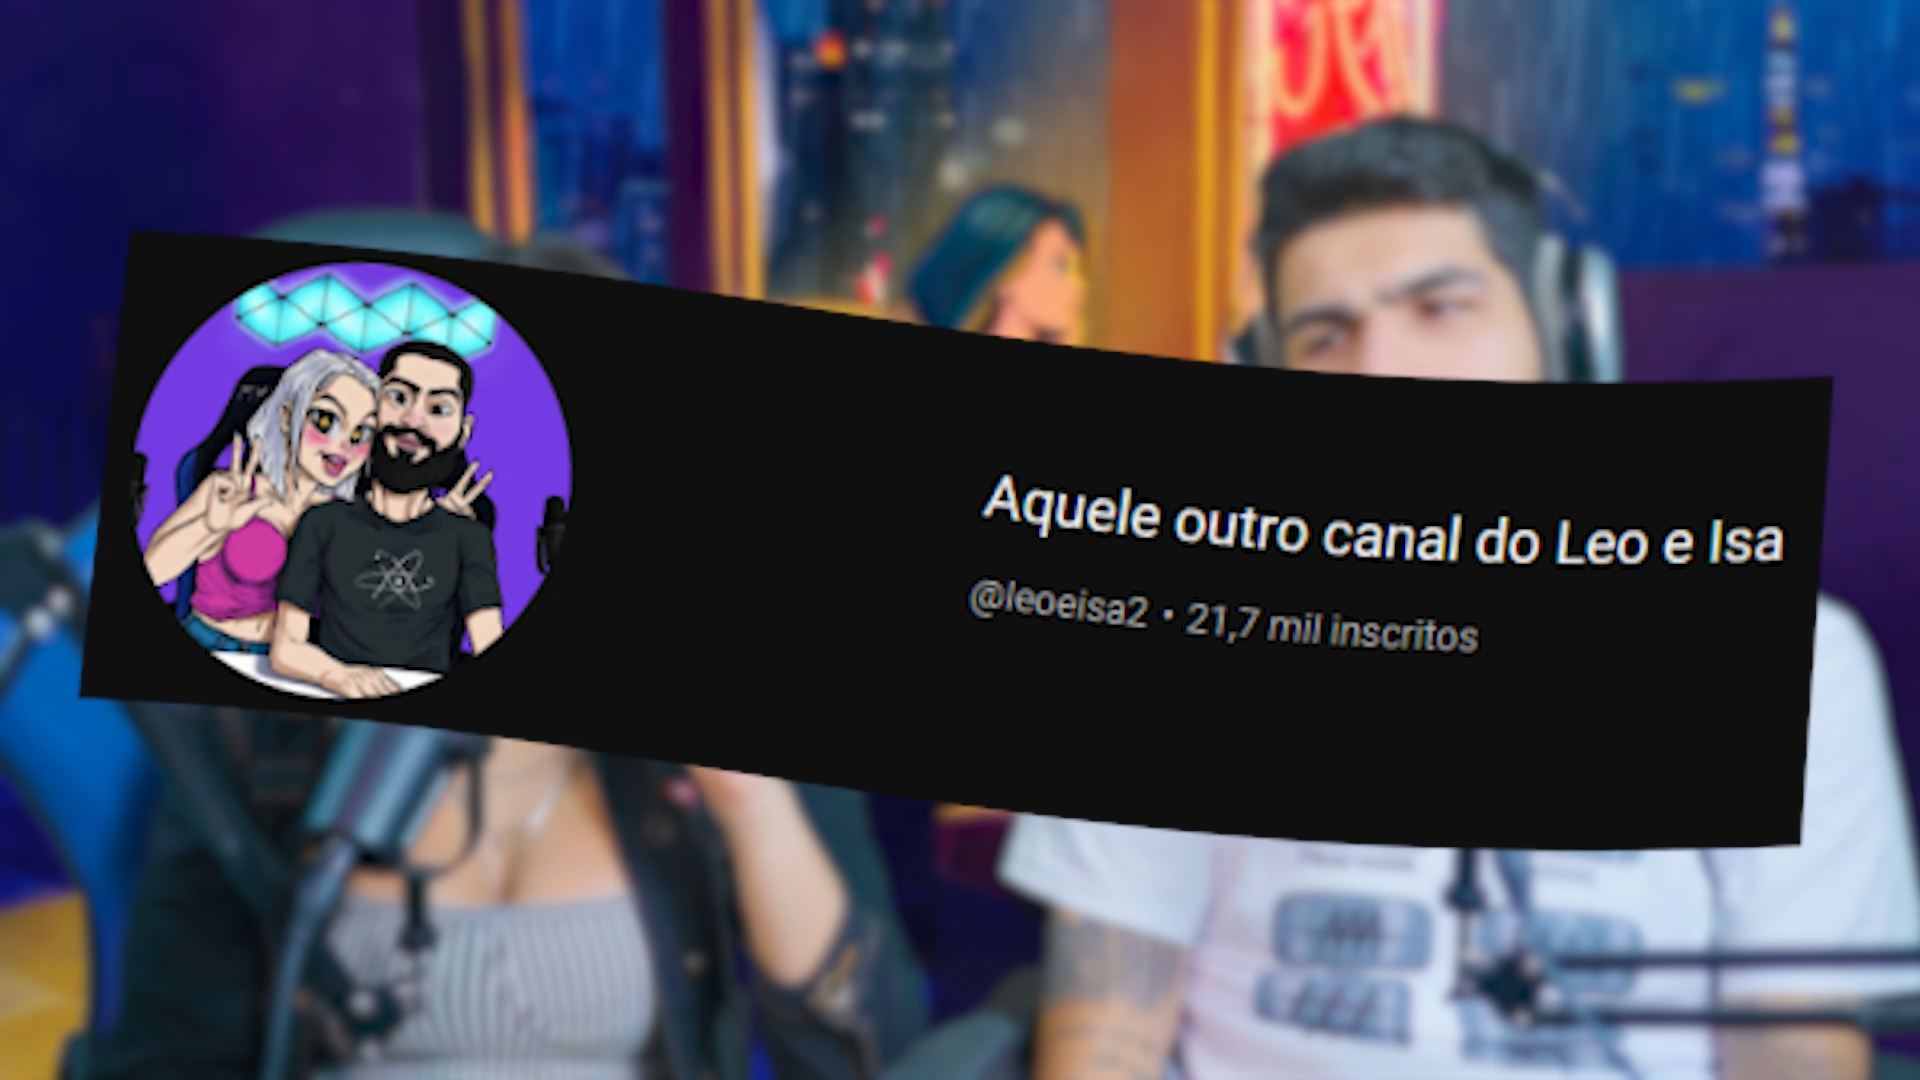 Aquele outro canal do Leo e Isa
@leoeisa2 • 21,7 mil inscritos